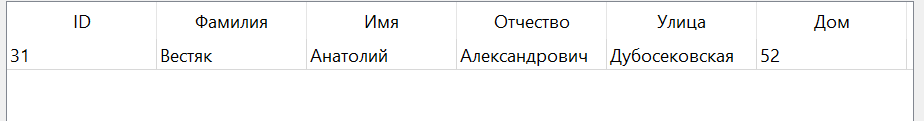 ID Фамилия Имя Отчество Улица Дом
31 Вестяк Анатолий Александрович Дубосековская 52